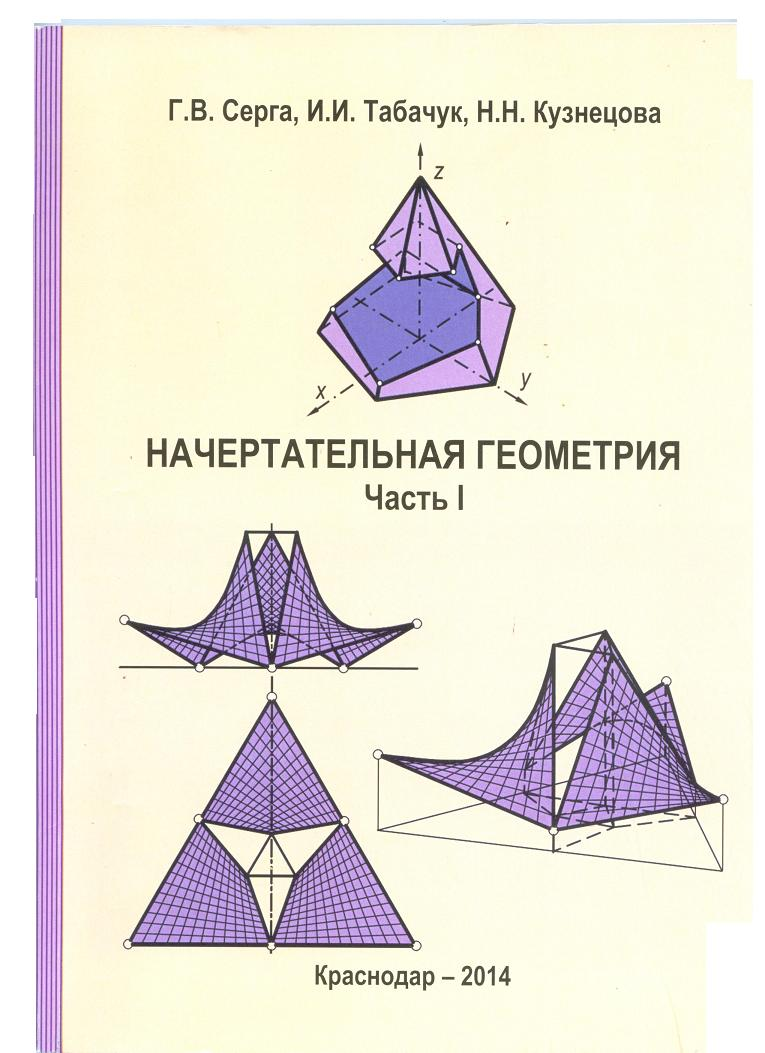 Г.В. Серга, И.И. Табачук, Н.Н. Кузнецова
z
x
y
НАЧЕРТАТЕЛЬНАЯ ГЕОМЕТРИЯ
Часть I
Краснодар – 2014